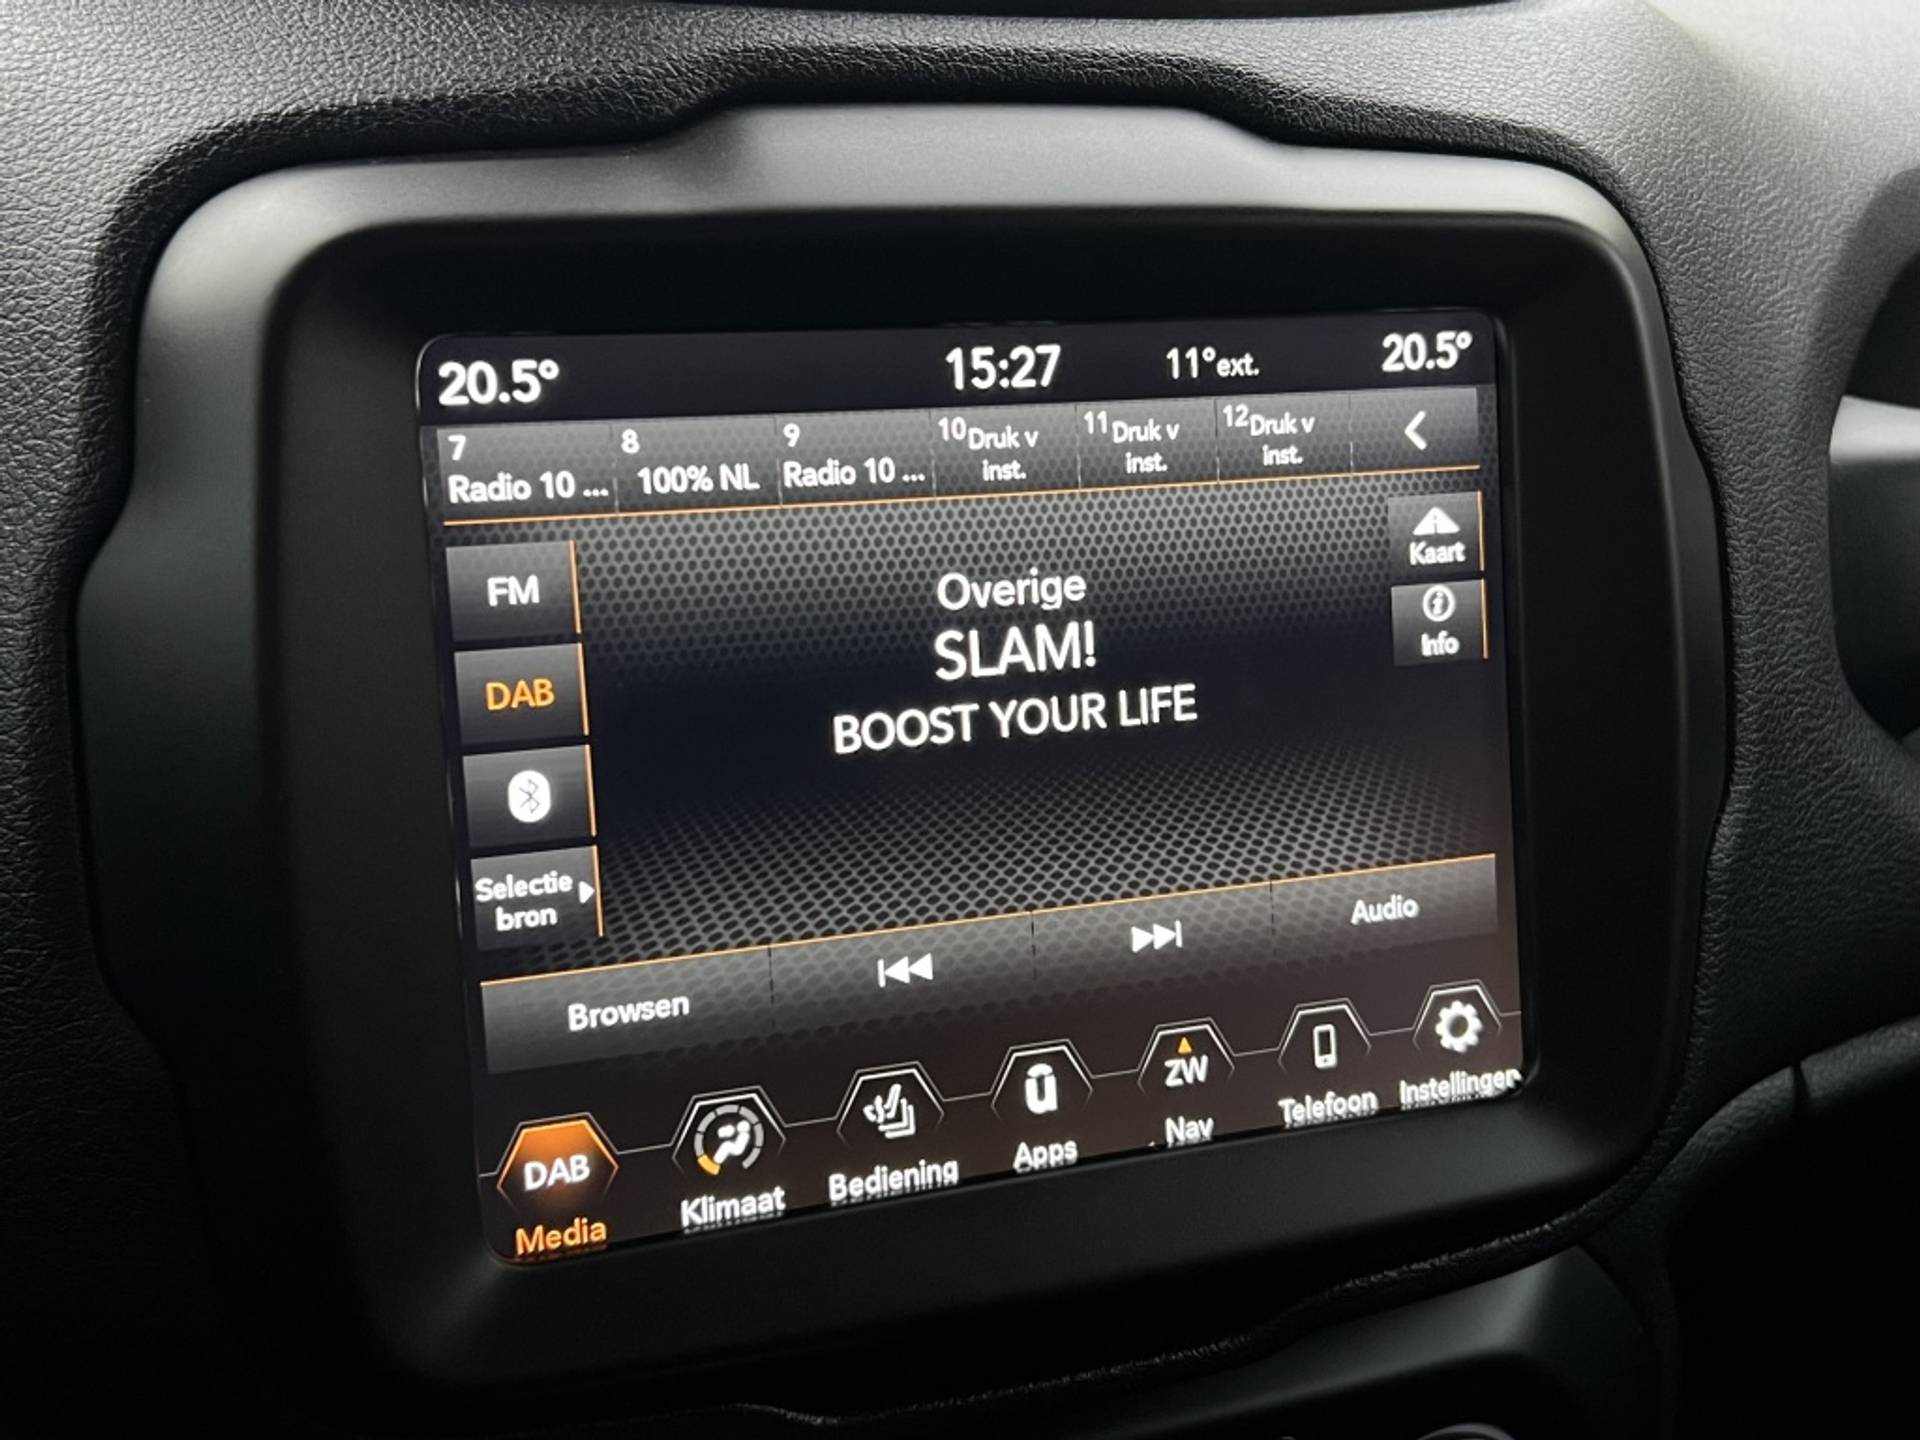 20.5° 15:27 11°ext. 20.5°
7 8 9 10 Druk v 11 Druk v 12 Druk v
Radio 10 ... 100% NL Radio 10 ... inst. inst. inst.
Kaart
FM
Overige
Info
SLAM!
DAB
BOOST YOUR LIFE
Selectie
bron
Audio
Browsen
ZW
DAB
Media
Klimaat
Bediening
Apps
Nav
Telefoon
Instellingen